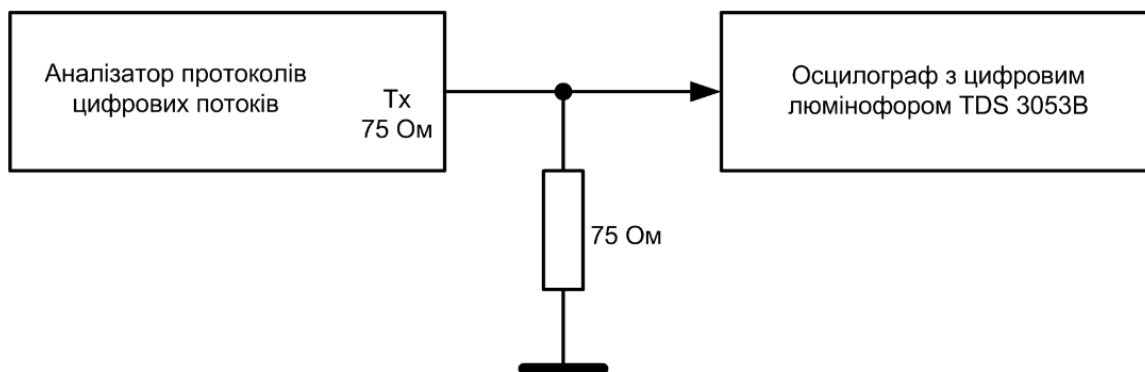 Аналізатор протоколів
цифрових потоків
Tx
75 Ом
Осцилограф з цифровим
люмінофором TDS 3053B
75 Ом